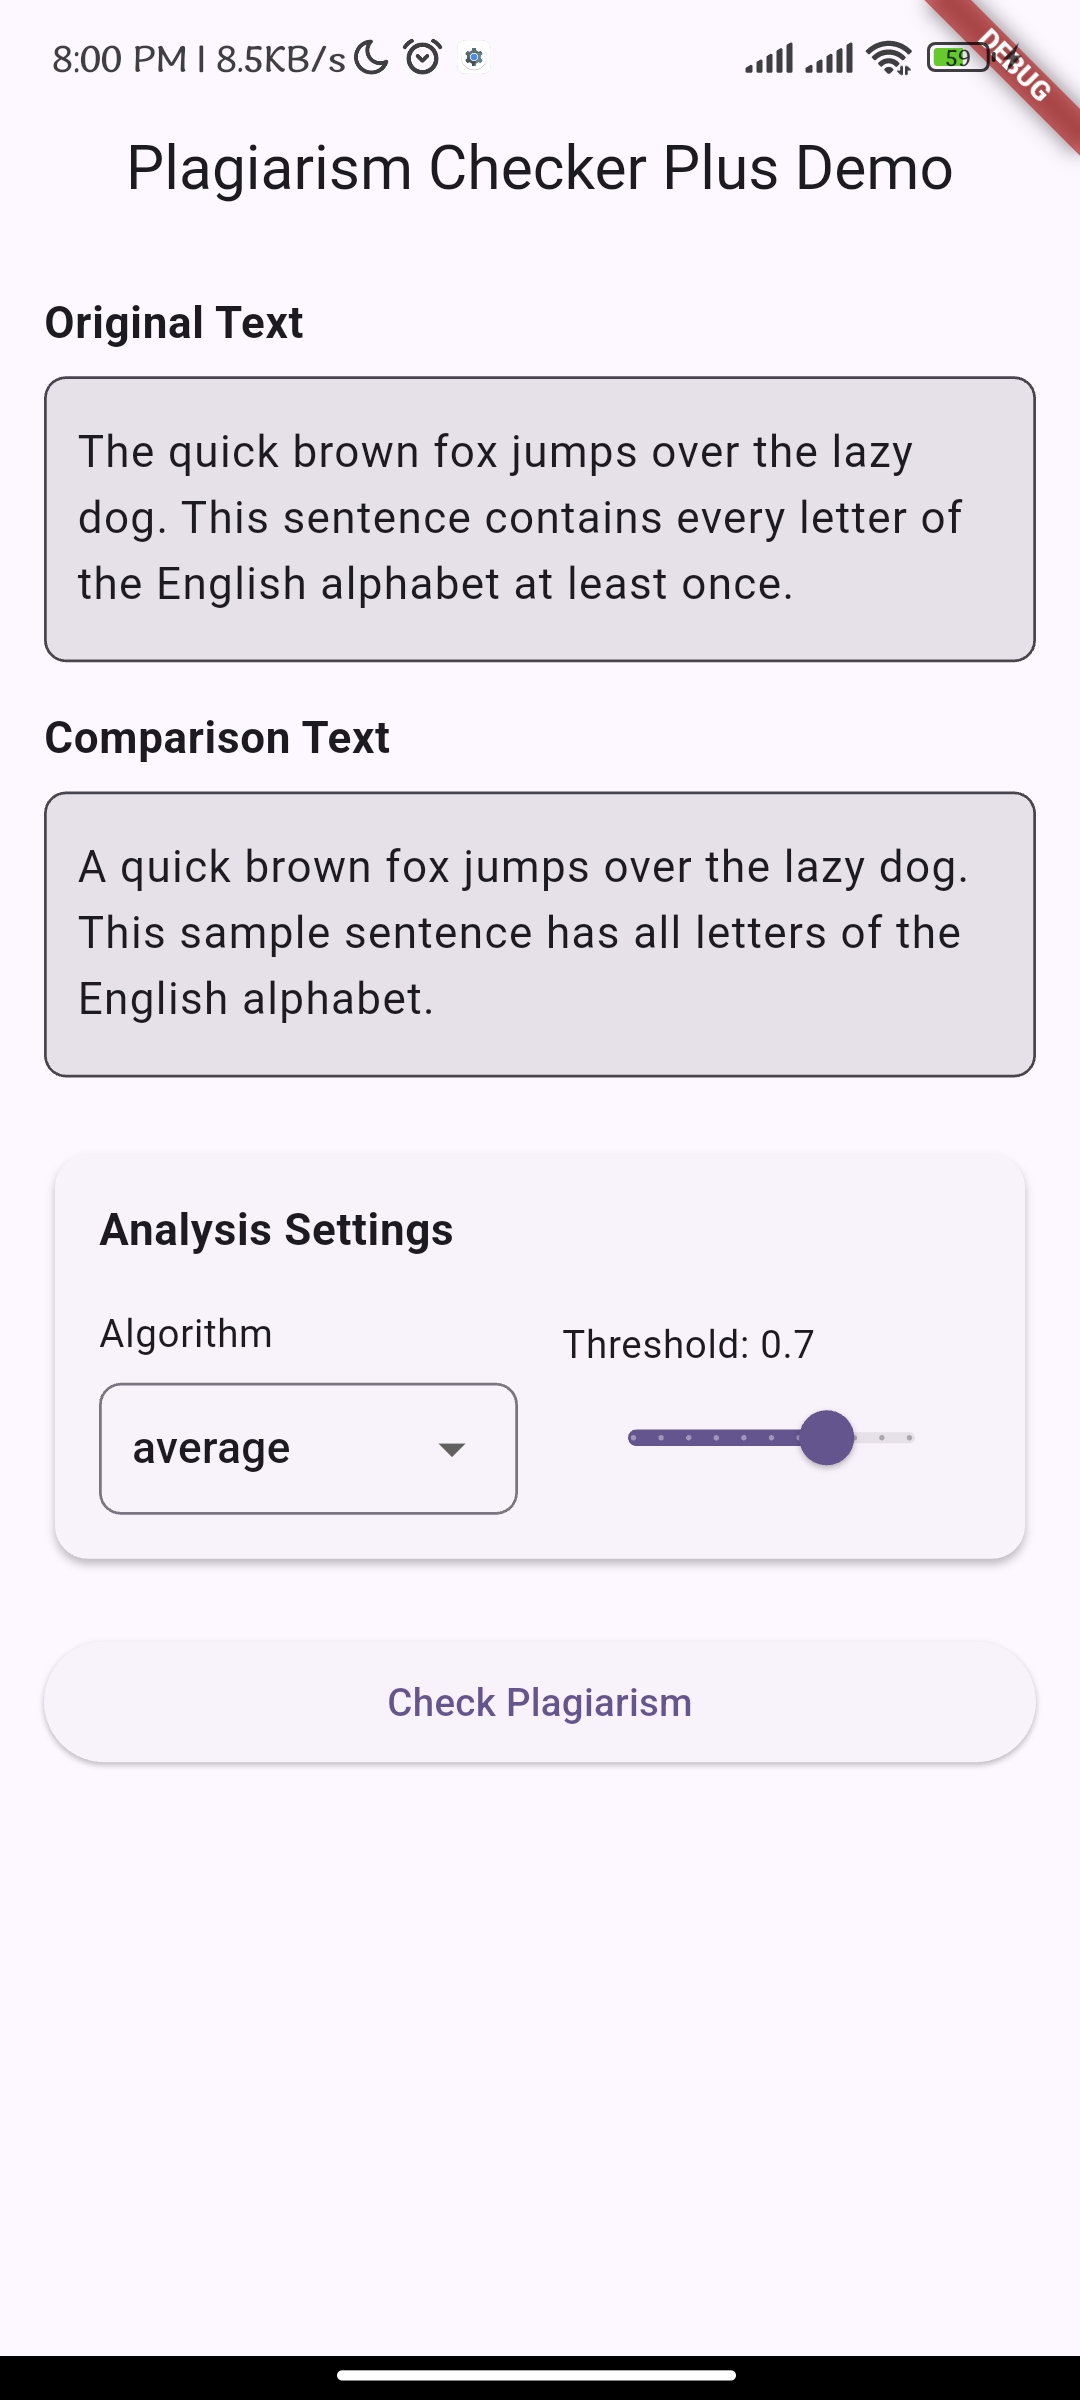 8:00 PM | 8.5KB/s
59
DEBUG
Plagiarism Checker Plus Demo
Original Text
The quick brown fox jumps over the lazy
dog. This sentence contains every letter of
the English alphabet at least once.
Comparison Text
A quick brown fox jumps over the lazy dog.
This sample sentence has all letters of the
English alphabet.
Analysis Settings
Algorithm
Threshold: 0.7
average
Check Plagiarism